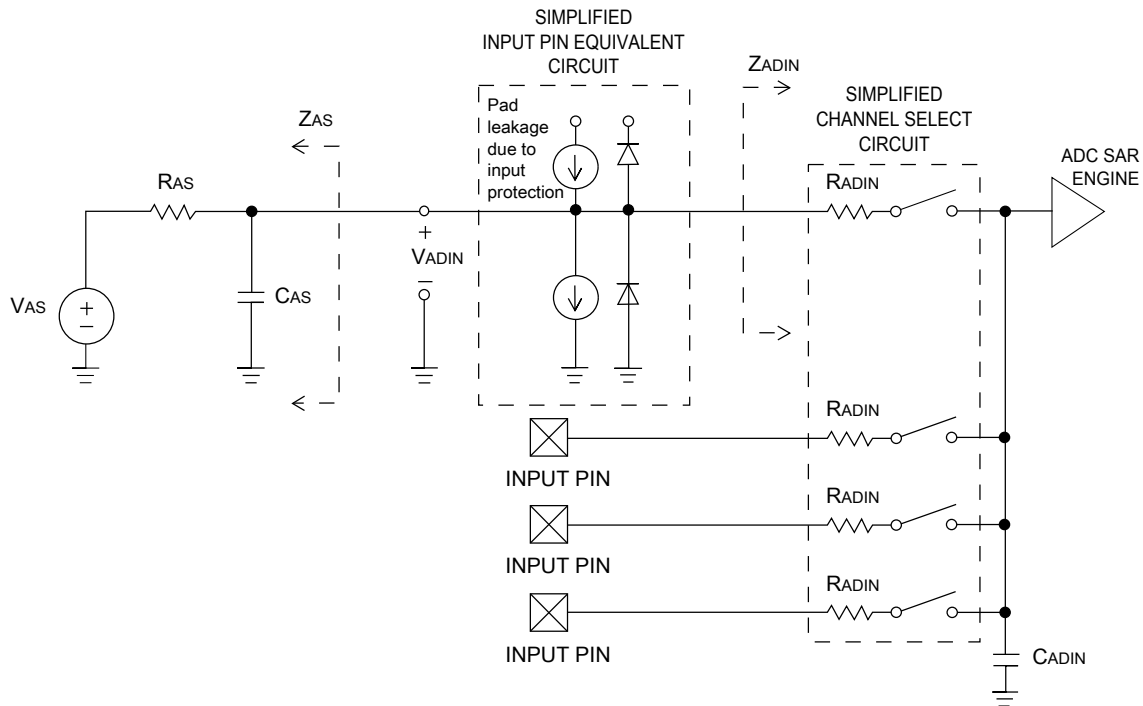 SIMPLIFIED
INPUT PIN EQUIVALENT
CIRCUIT
ZADIN
SIMPLIFIED
CHANNEL SELECT
CIRCUIT
ADC SAR
ENGINE
Pad
leakage
due to
input
protection
ZAS
RAS
RADIN
+
VADIN
–
VAS
+
–
CAS
RADIN
INPUT PIN
RADIN
INPUT PIN
RADIN
INPUT PIN
CADIN